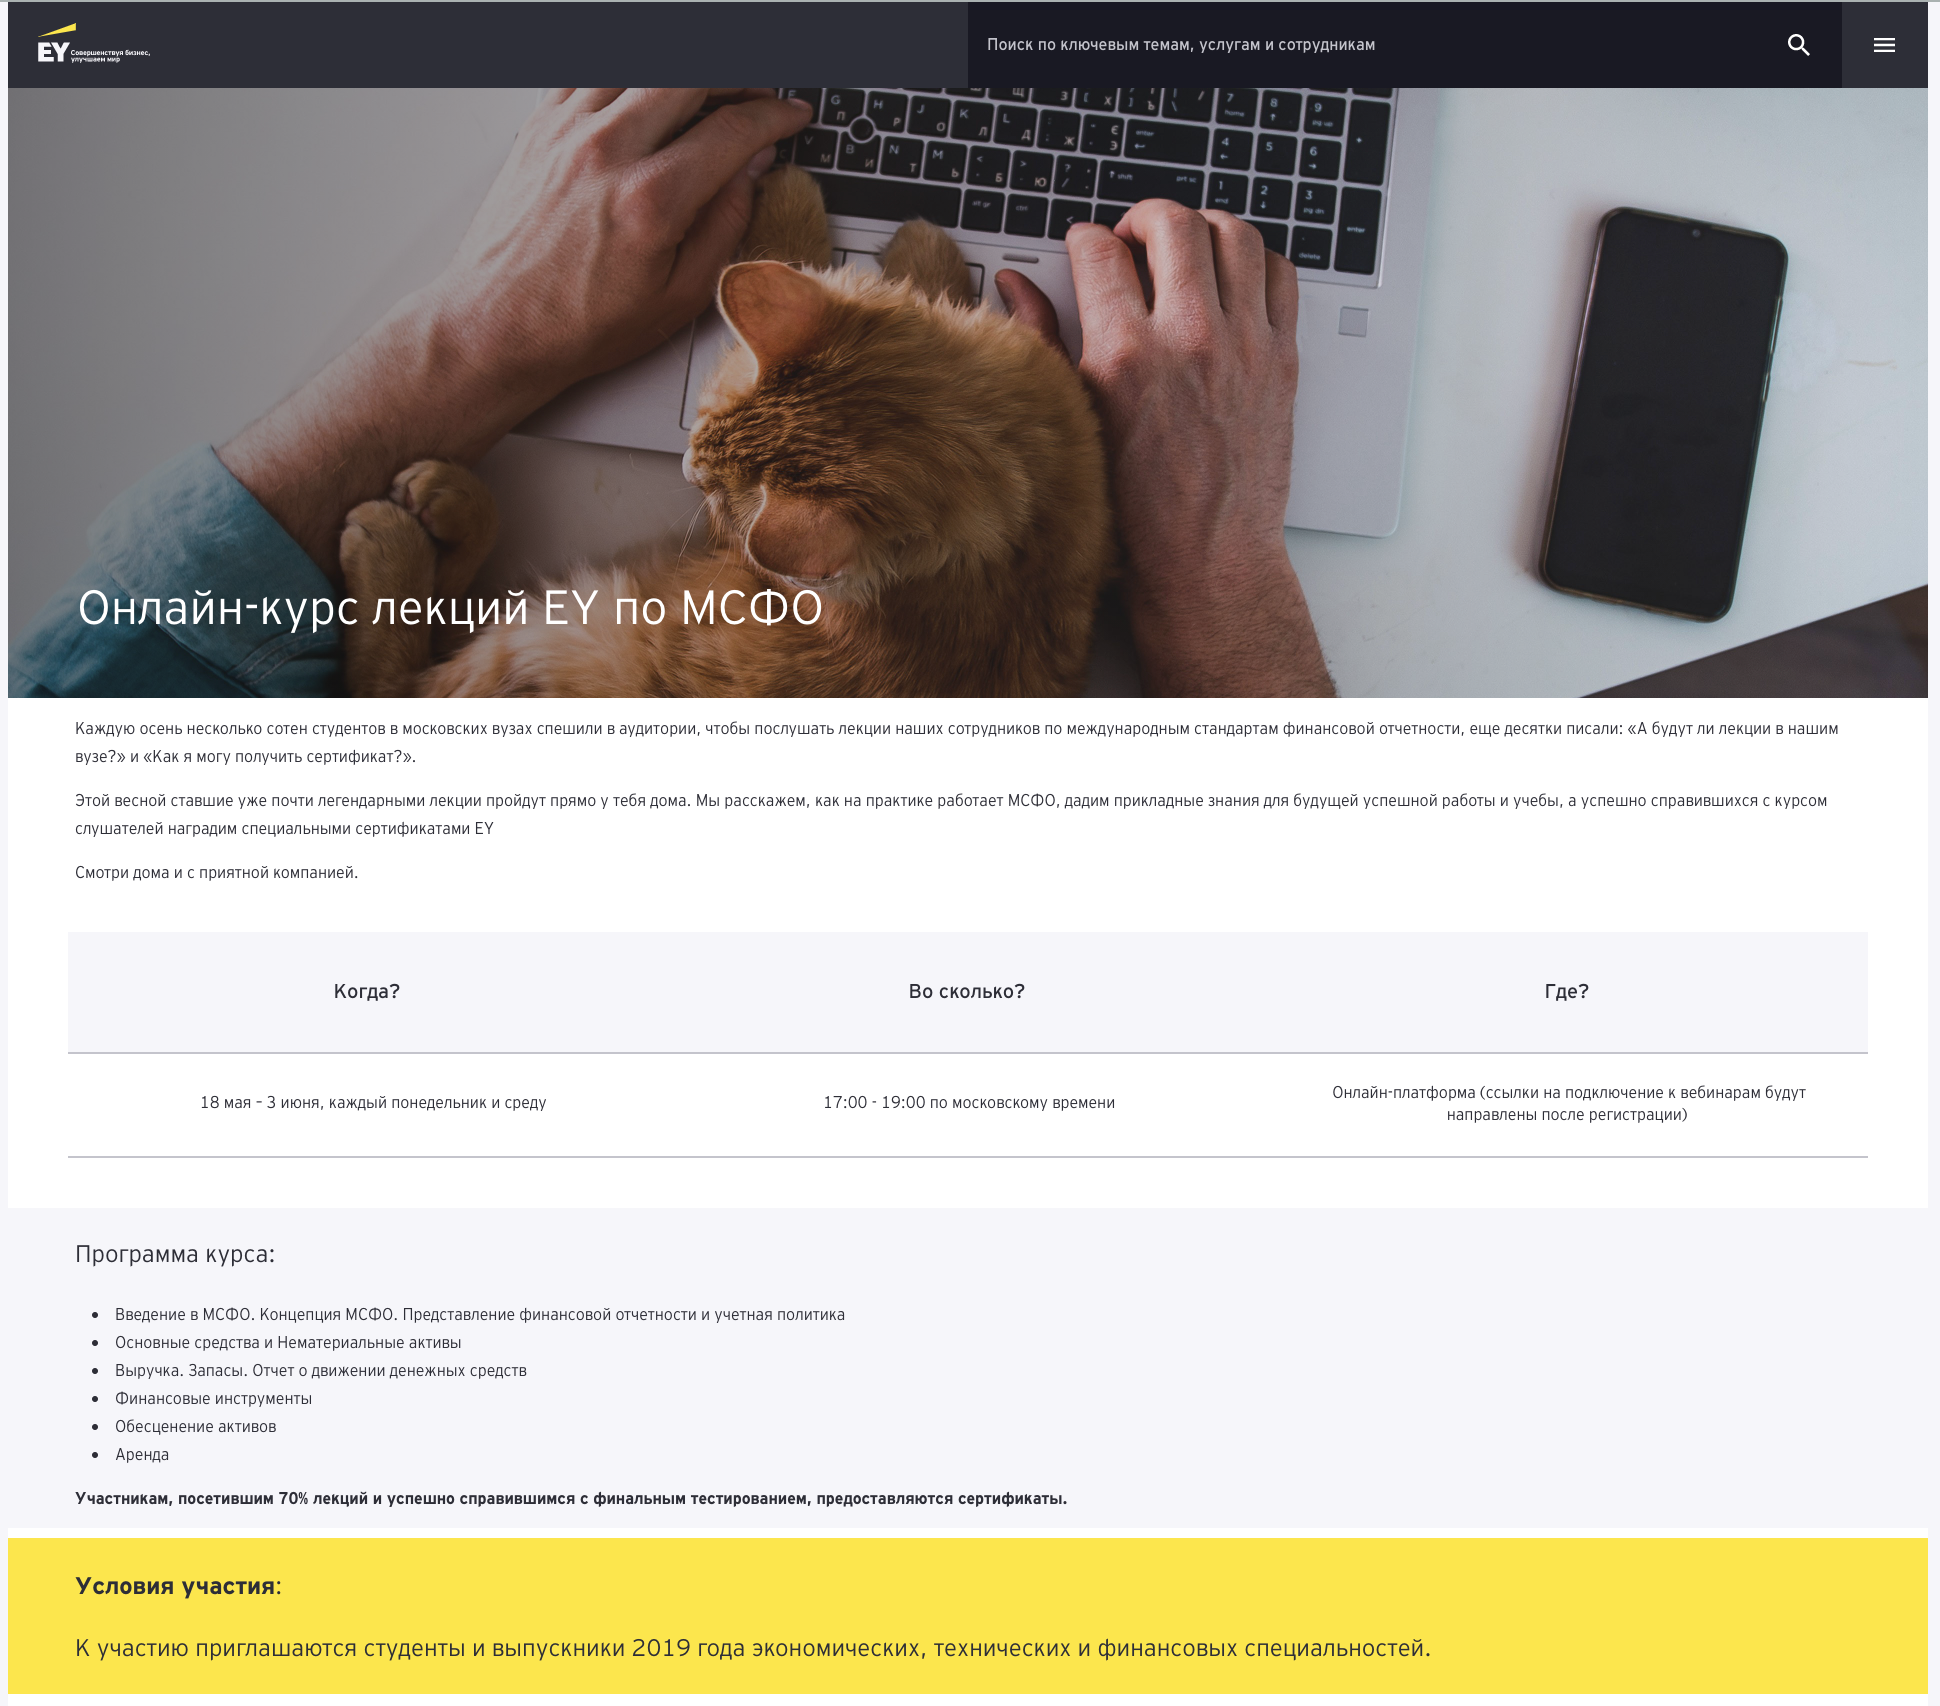 EY Совершенствуя бизнес,
улучшаем мир
Поиск по ключевым темам, услугам и сотрудникам
Онлайн-курс лекций EY по МСФО
Каждую осень несколько сотен студентов в московских вузах спешили в аудитории, чтобы послушать лекции наших сотрудников по международным стандартам финансовой отчетности, еще десятки писали: «А будут ли лекции в нашим
вузе?» и «Как я могу получить сертификат?».
Этой весной ставшие уже почти легендарными лекции пройдут прямо у тебя дома. Мы расскажем, как на практике работает МСФО, дадим прикладные знания для будущей успешной работы и учебы, а успешно справившихся с курсом
слушателей наградим специальными сертификатами EY
Смотри дома и с приятной компанией.
Когда? Во сколько? Где?
18 мая – 3 июня, каждый понедельник и среду
17:00 - 19:00 по московскому времени
Онлайн-платформа (ссылки на подключение к вебинарам будут
направлены после регистрации)
Программа курса:
• Введение в МСФО. Концепция МСФО. Представление финансовой отчетности и учетная политика
• Основные средства и Нематериальные активы
• Выручка. Запасы. Отчет о движении денежных средств
• Финансовые инструменты
• Обесценение активов
• Аренда
Участникам, посетившим 70% лекций и успешно справившимся с финальным тестированием, предоставляются сертификаты.
Условия участия:
К участию приглашаются студенты и выпускники 2019 года экономических, технических и финансовых специальностей.